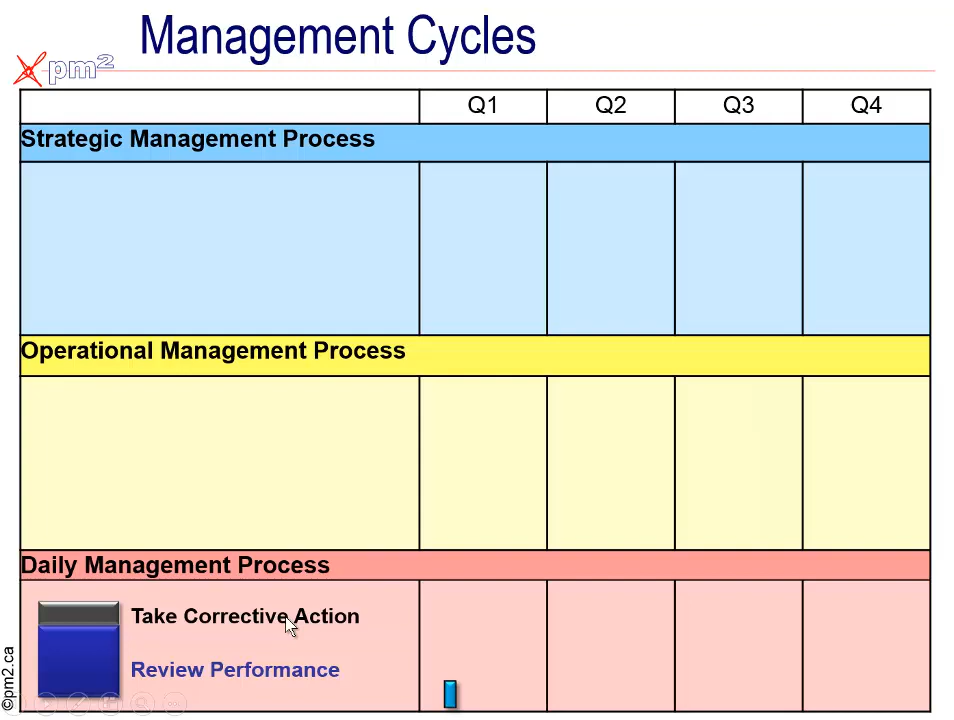 Management Cycles
pm2
Q1 Q2 Q3 Q4
Strategic Management Process
Operational Management Process
Daily Management Process
Take Corrective Action
Review Performance
©pm2.ca